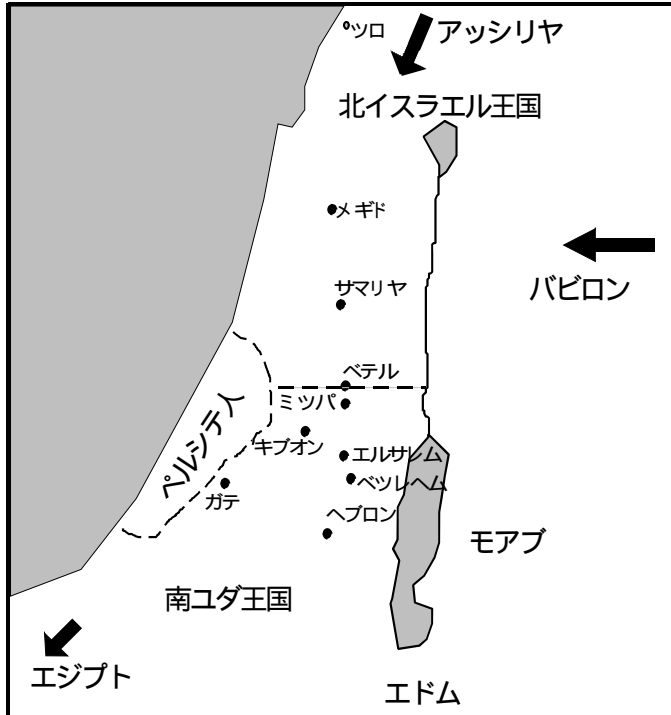 ツロ
アッシリヤ
北イスラエル王国
メギド
バビロン
サマリヤ
ベテル
ミツパ
キブオン
ペルシテ人
エルサレム
ベツレヘム
ガテ
ヘブロン
モアブ
南ユダ王国
エジプト
エドム